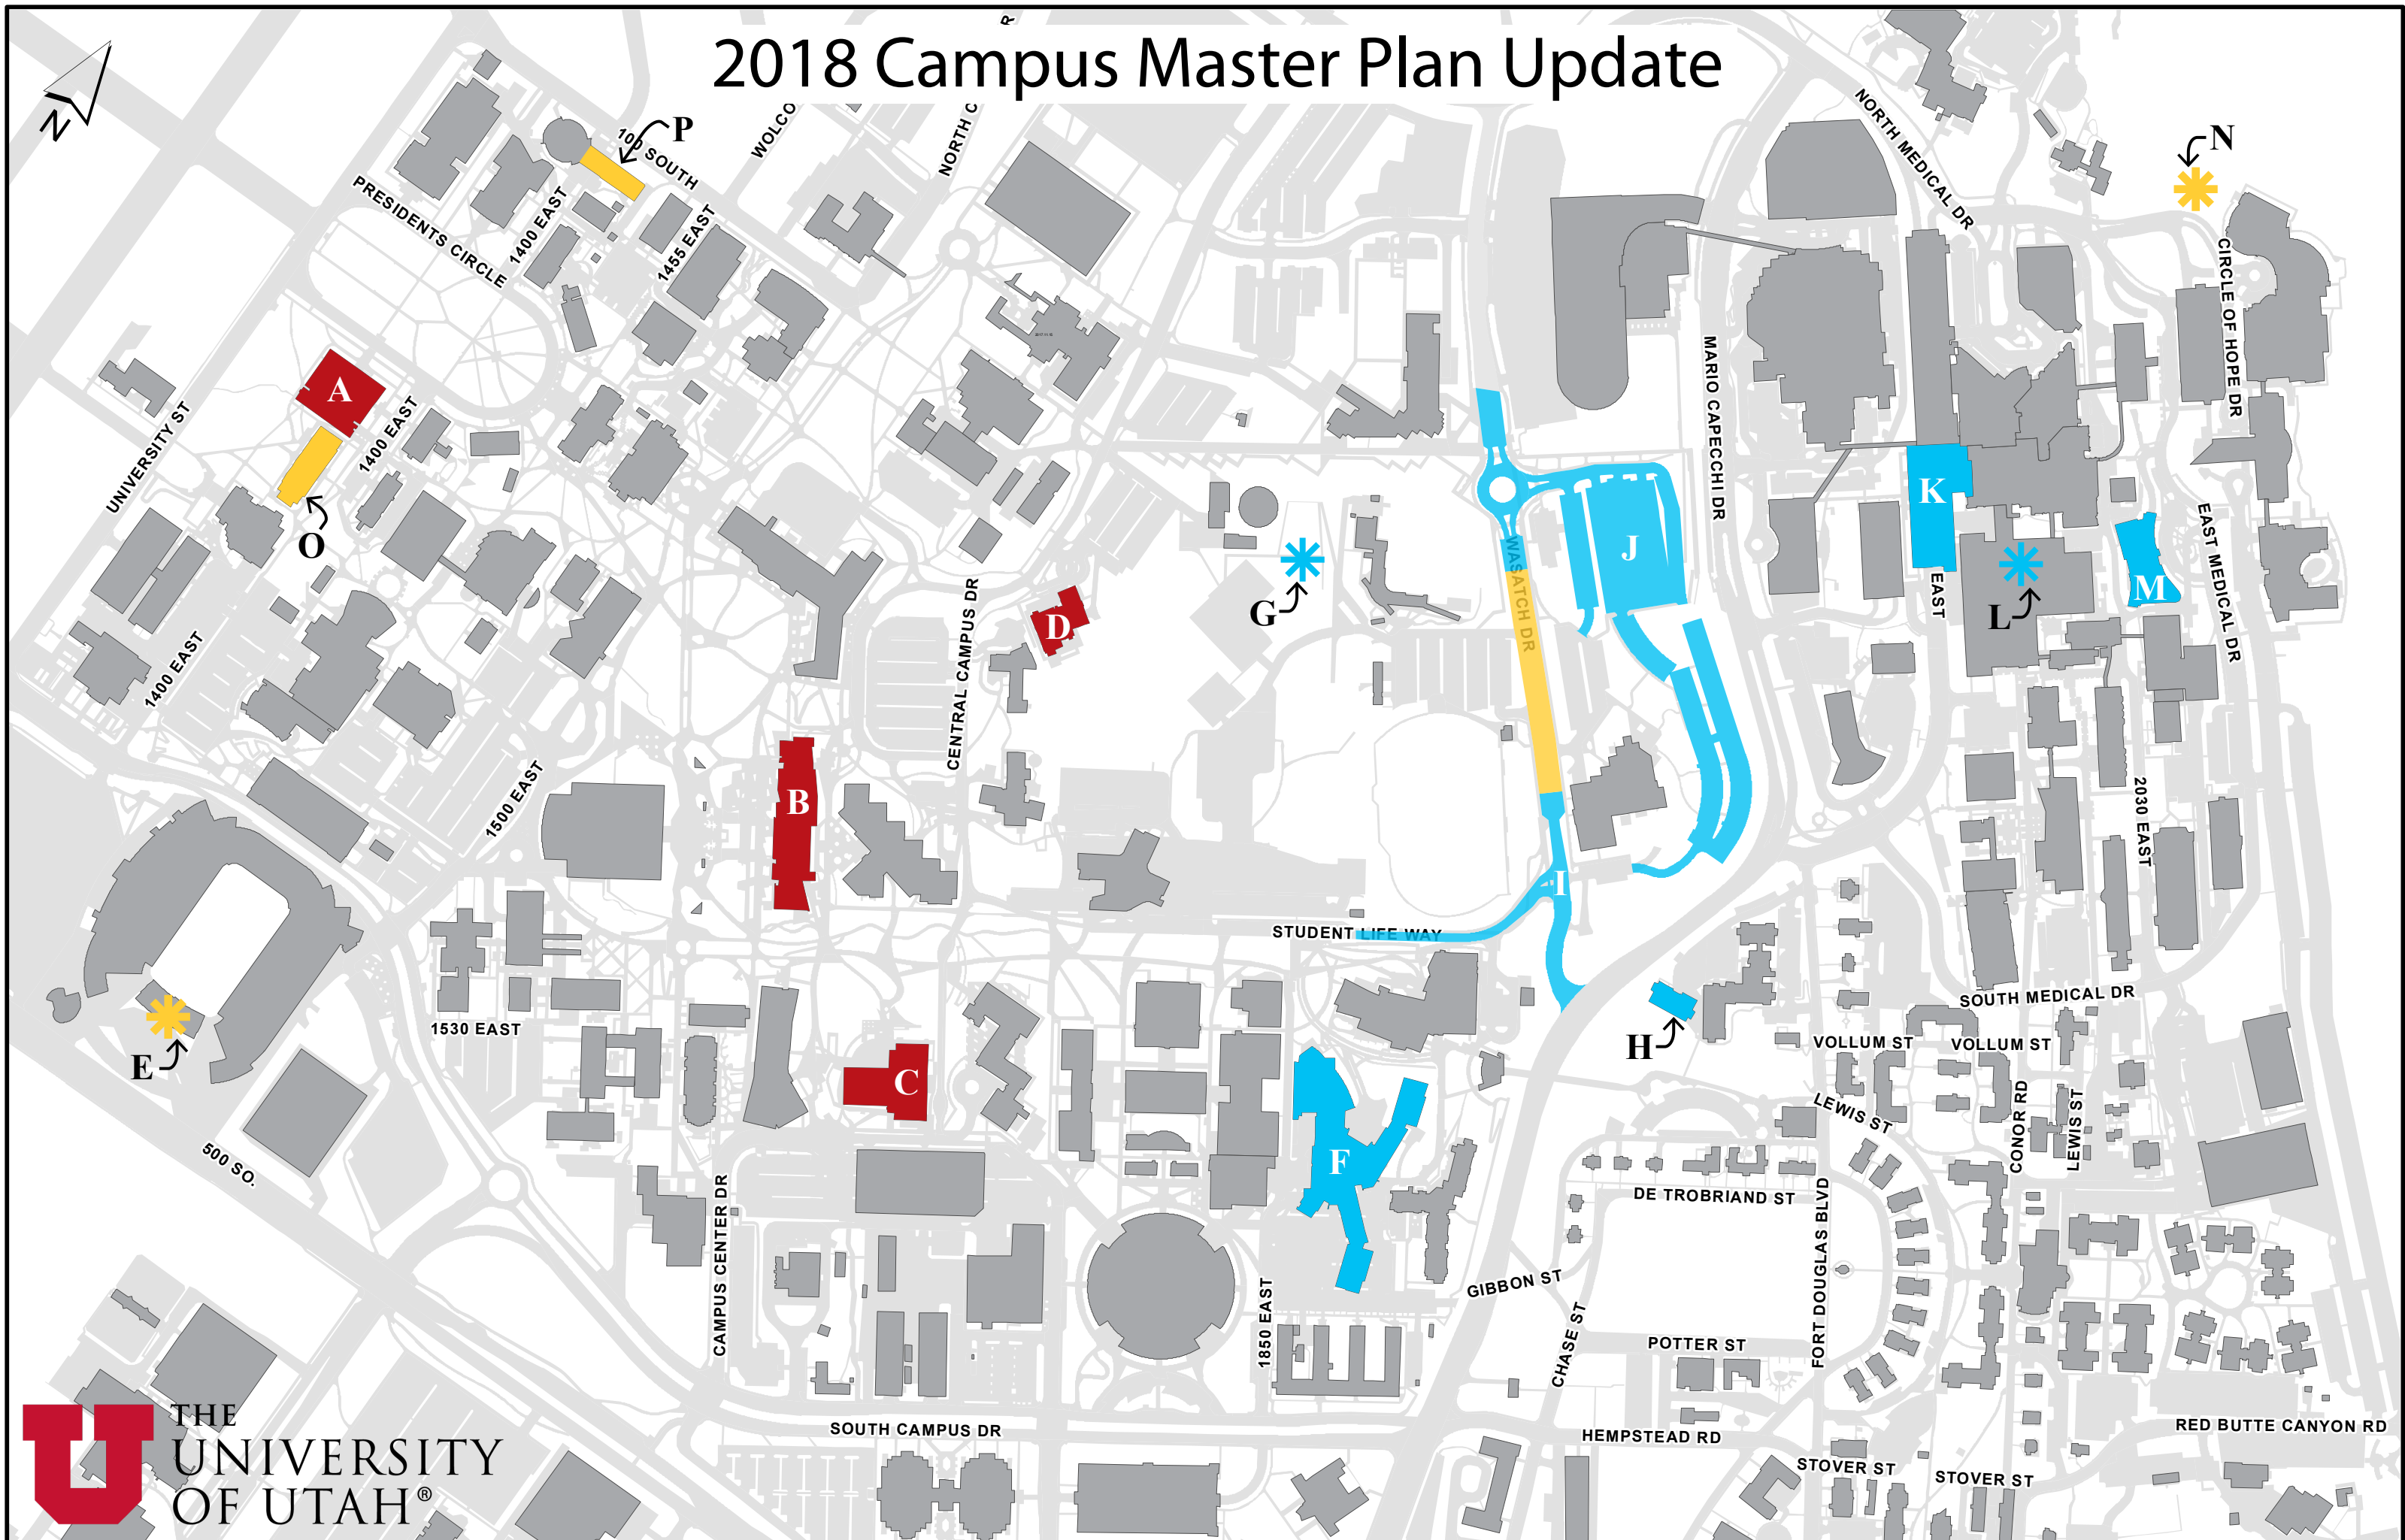 2018 Campus Master Plan Update
N
R
WOLCO
NORTH C
100 SOUTH
P
PRESIDENTS CIRCLE
1400 EAST
1455 EAST
NORTH MEDICAL DR
N
CIRCLE OF HOPE DR
A
UNIVERSITY ST
1400 EAST
O
MARIO CAPECCHI DR
K
J
WASATCH DR
EAST
L
M
EAST MEDICAL DR
G
D
CENTRAL CAMPUS DR
1400 EAST
1500 EAST
B
2030 EAST
I
STUDENT LIFE WAY
E
1530 EAST
H
SOUTH MEDICAL DR
VOLLUM ST
VOLLUM ST
C
F
LEWIS ST
CONOR RD
LEWIS ST
500 SO.
DE TROBRIAND ST
CAMPUS CENTER DR
FORT DOUGLAS BLVD
GIBBON ST
1850 EAST
CHASE ST
POTTER ST
SOUTH CAMPUS DR
HEMPSTEAD RD
RED BUTTE CANYON RD
STOVER ST
STOVER ST
U
THE
UNIVERSITY
OF UTAH®